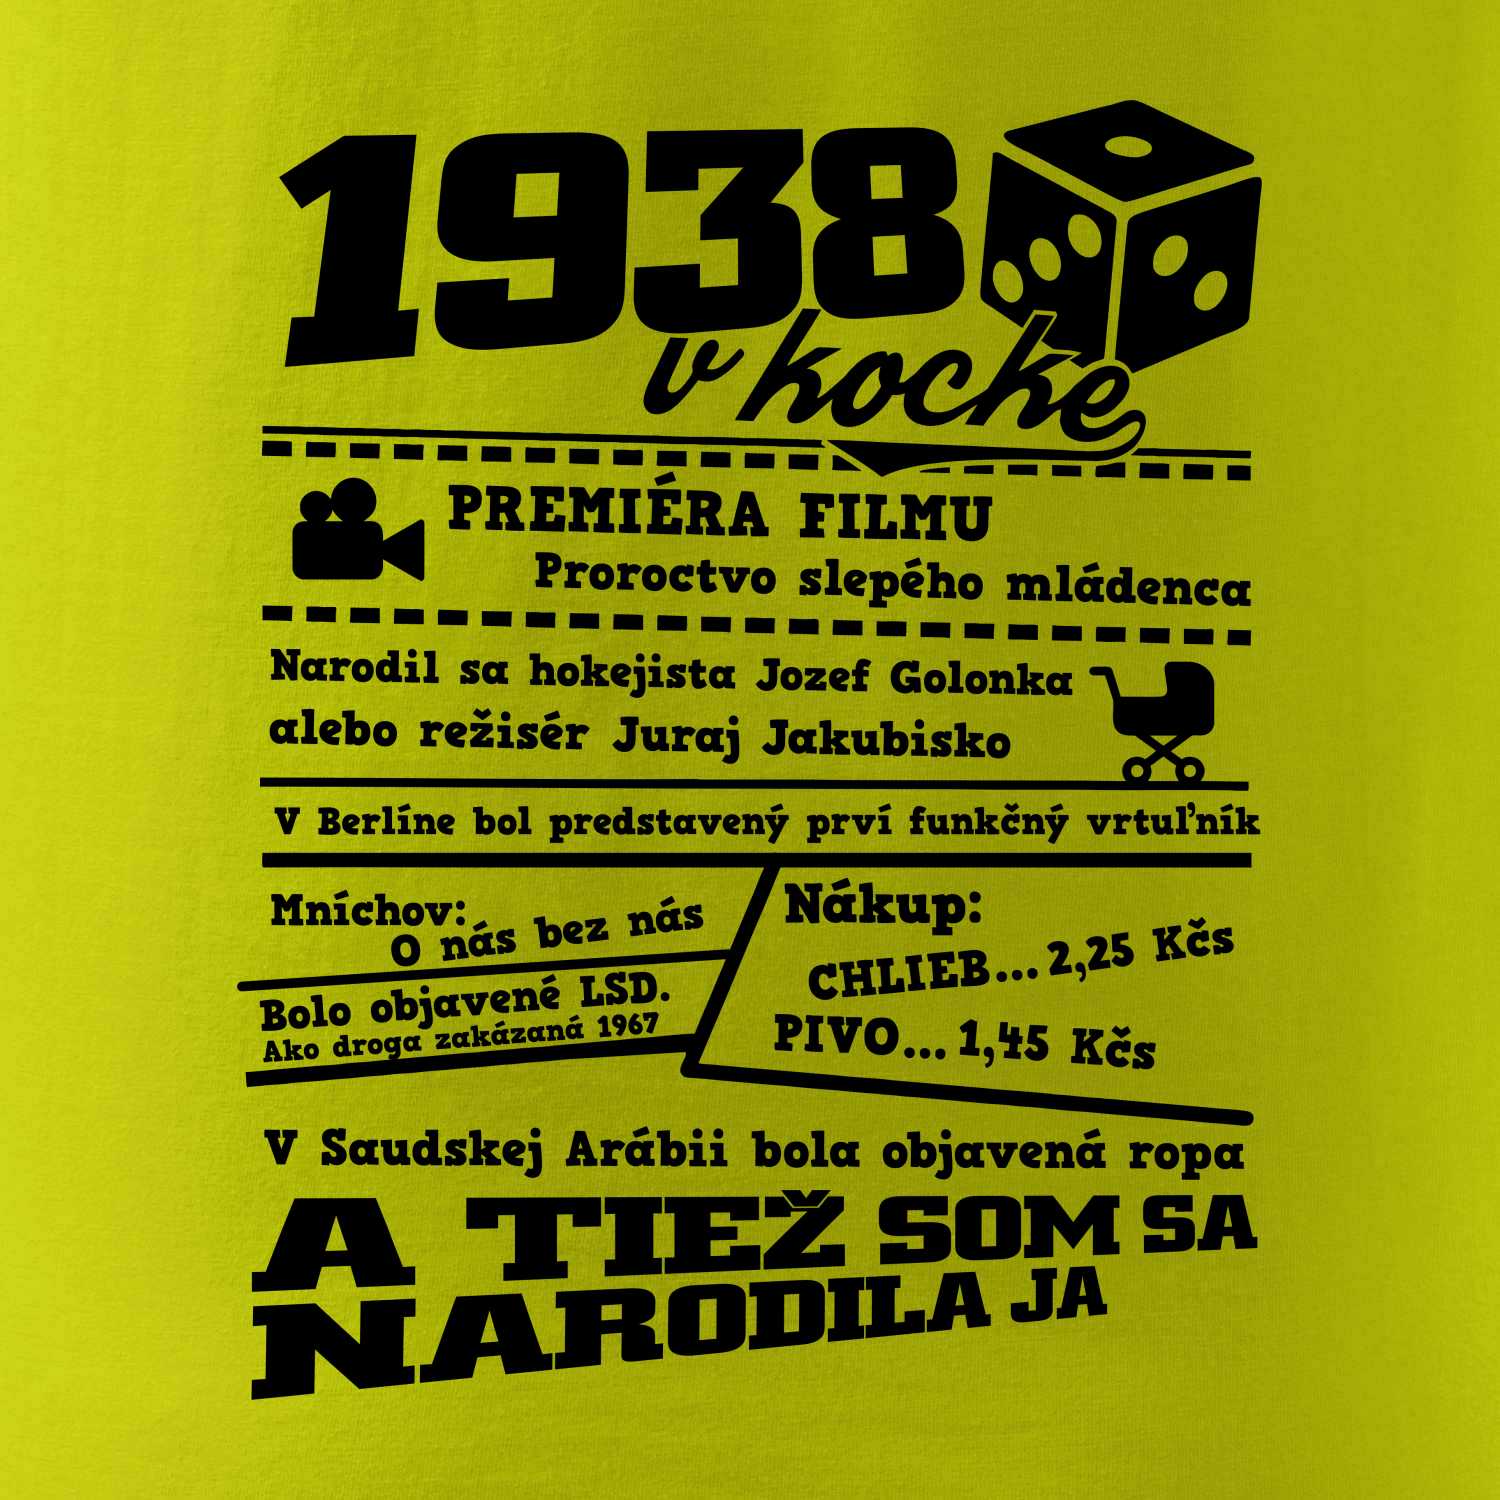 1938
v kocke
PREMIÉRA FILMU
Proroctvo slepého mládenca
Narodil sa hokejista Jozef Golonka
alebo režisér Juraj Jakubisko
V Berlíne bol predstavený prví funkčný vrtuľník
Mníchov:
O nás bez nás
Bolo objavené LSD.
Ako droga zakázaná 1967
Nákup:
CHLIEB... 2,25 Kčs
PIVO... 1,45 Kčs
V Saudskej Arábii bola objavená ropa
A TIEŽ SOM SA
NARODILA JA